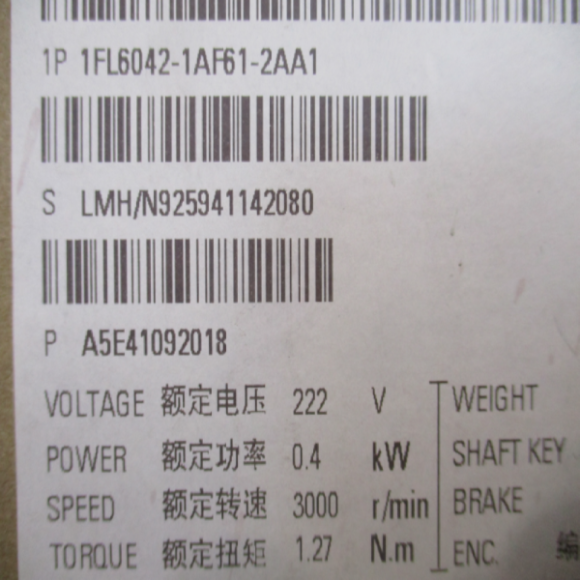 1P 1FL6042-1AF61-2AA1
S LMH/N925941142080
P A5E41092018
VOLTAGE 额定电压 222 V WEIGHT
POWER 额定功率 0.4 kW SHAFT KEY
SPEED 额定转速 3000 r/min BRAKE
TORQUE 额定扭矩 1.27 N.m ENC.